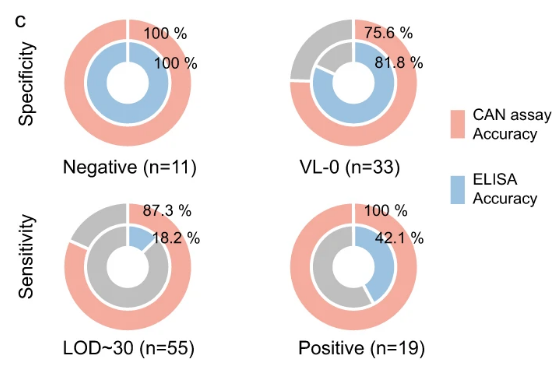 c
Specificity
100 %
100 %
Negative (n=11)
75.6 %
81.8 %
VL-0 (n=33)
CAN assay
Accuracy
ELISA
Accuracy
Sensitivity
87.3 %
18.2 %
LOD~30 (n=55)
100 %
42.1 %
Positive (n=19)